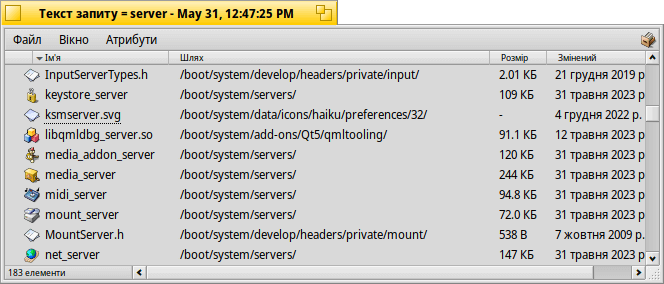 Текст запиту = server - May 31, 12:47:25 PM
Файл Вікно Атрибути
Ім'я Шлях Розмір Змінений
InputServerTypes.h /boot/system/develop/headers/private/input/ 2.01 КБ 21 грудня 2019 р
keystore_server /boot/system/servers/ 109 КБ 31 травня 2023 р
ksmserver.svg /boot/system/data/icons/haiku/preferences/32/ - 4 грудня 2022 р.
libqmldbg_server.so /boot/system/add-ons/Qt5/qmltooling/ 91.1 КБ 12 травня 2023 р
media_addon_server /boot/system/servers/ 120 КБ 31 травня 2023 р
media_server /boot/system/servers/ 244 КБ 31 травня 2023 р
midi_server /boot/system/servers/ 94.8 КБ 31 травня 2023 р
mount_server /boot/system/servers/ 72.0 КБ 31 травня 2023 р
MountServer.h /boot/system/develop/headers/private/mount/ 538 В 7 жовтня 2009 р.
net_server /boot/system/servers/ 147 КБ 31 травня 2023 р
183 елементи